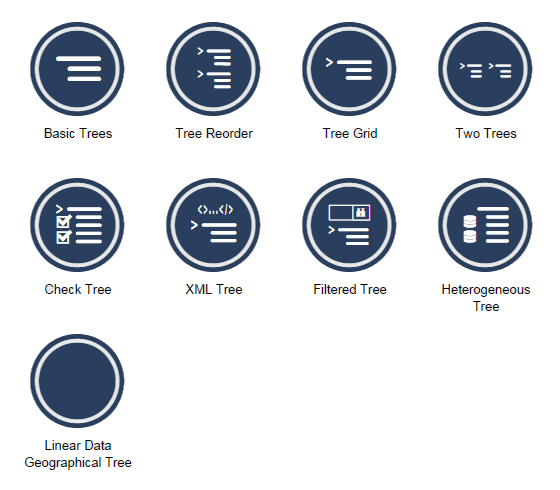 Basic Trees
Tree Reorder
Tree Grid
Two Trees
Check Tree
<>...</>
XML Tree
Filtered Tree
Heterogeneous
Tree
Linear Data
Geographical Tree